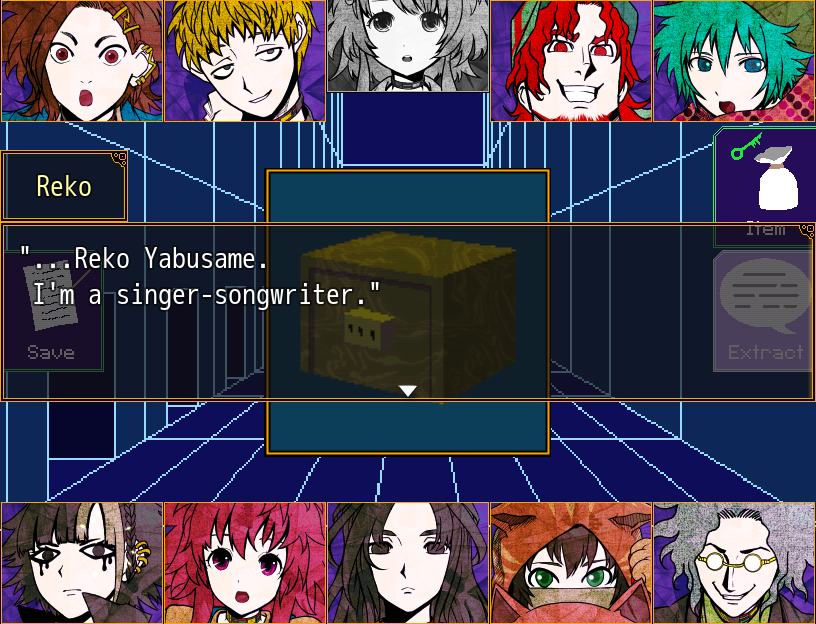 Reko
Item
"...Reko Yabusame.
I'm a singer-songwriter."
Save
Extract